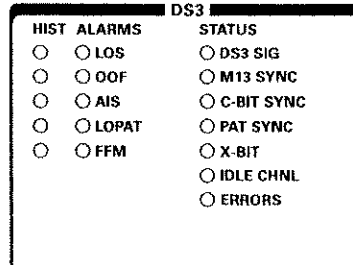 DS3
HIST ALARMS STATUS
LOS DS3 SIG
OOF M13 SYNC
AIS C-BIT SYNC
LOPAT PAT SYNC
FFM X-BIT
IDLE CHNL
ERRORS